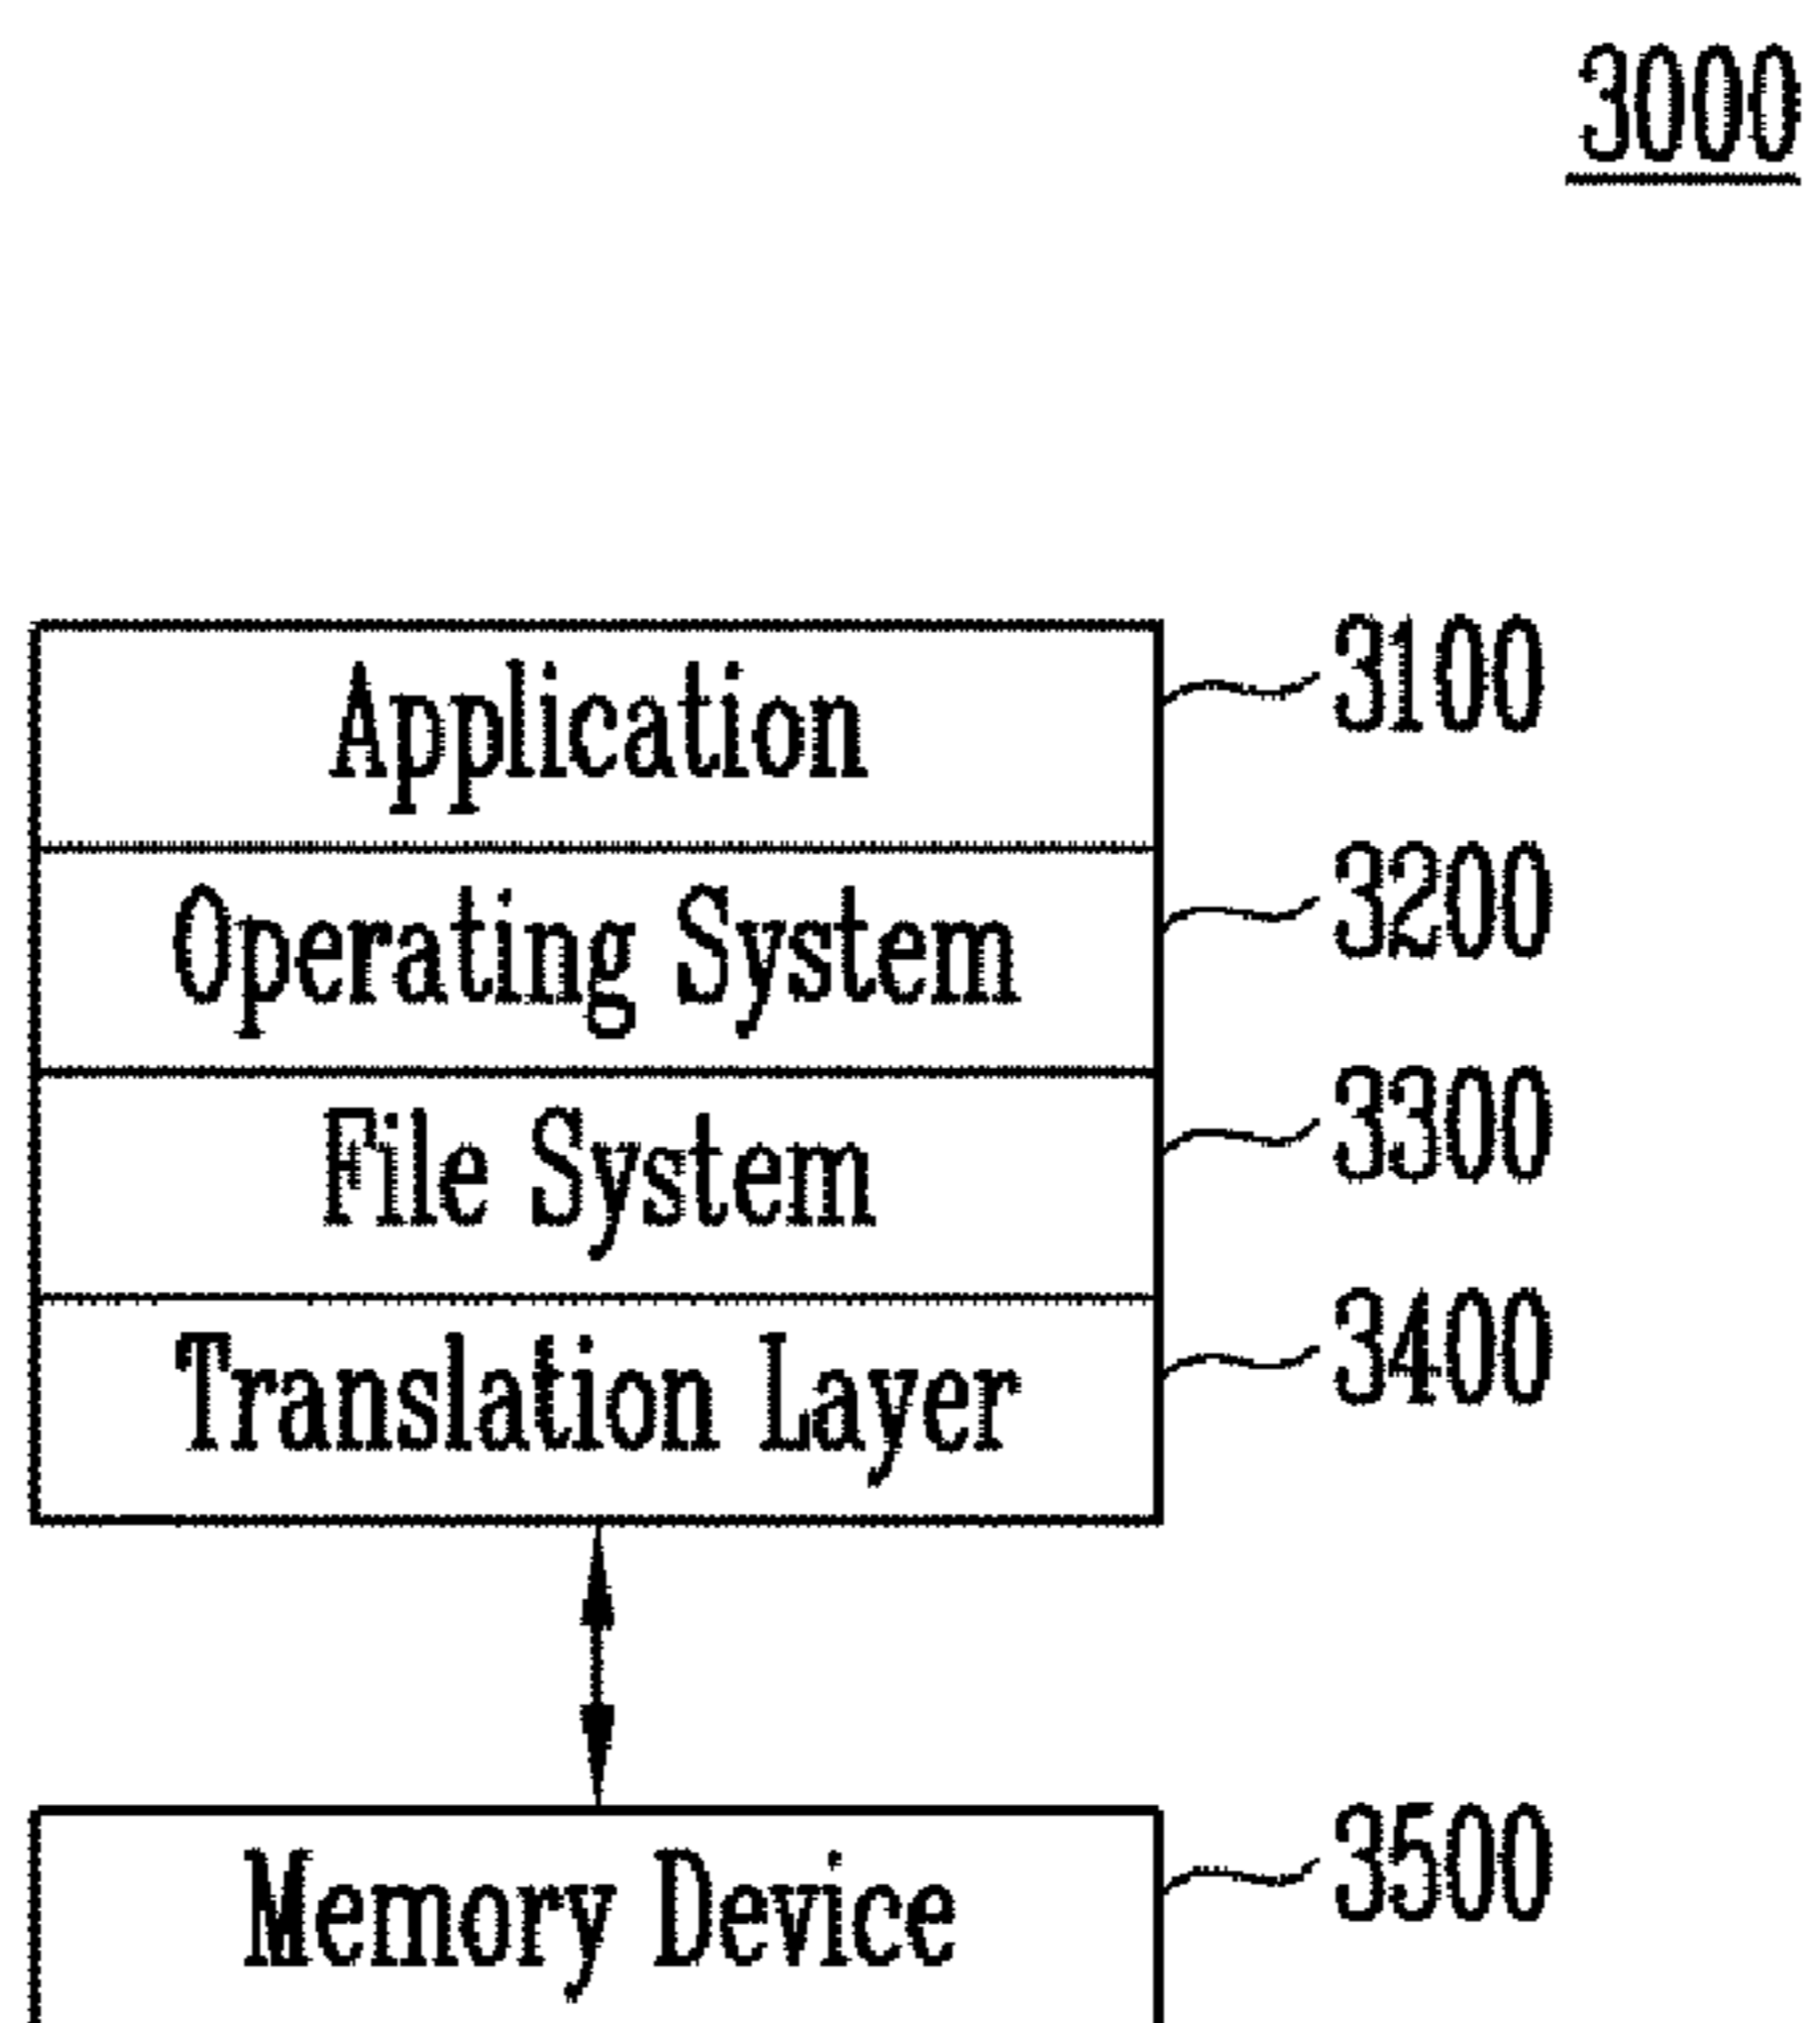 3000
Application 3100
Operating System 3200
File System 3300
Translation Layer 3400
Memory Device 3500